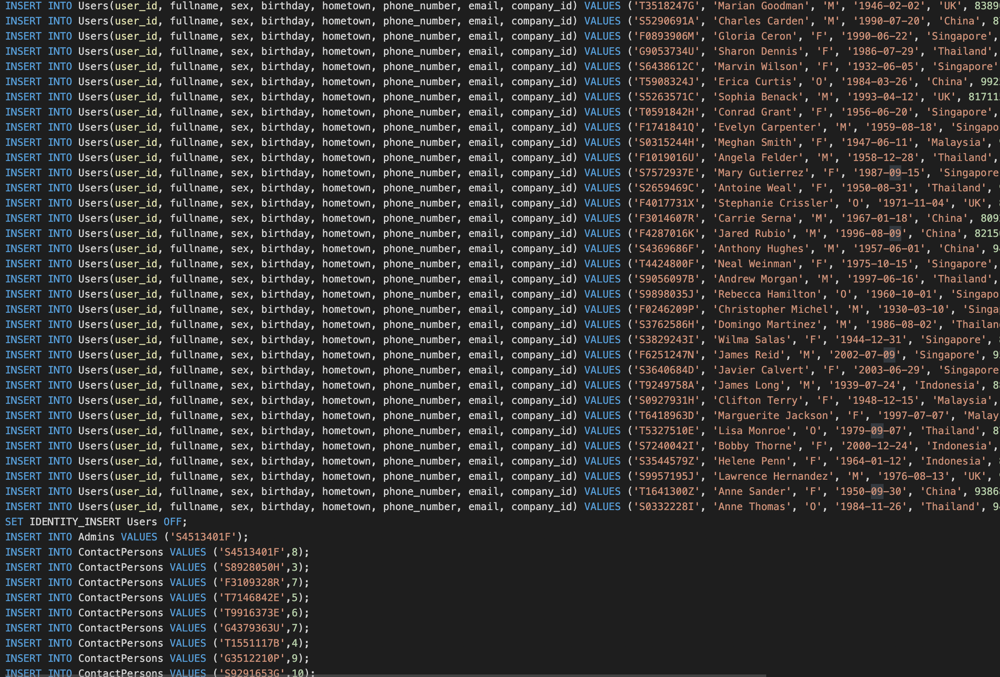 INSERT INTO Users(user_id, fullname, sex, birthday, hometown, phone_number, email, company_id) VALUES ('T3518247G', 'Marian Goodman', 'M', '1946-02-02', 'UK', 8389
INSERT INTO Users(user_id, fullname, sex, birthday, hometown, phone_number, email, company_id) VALUES ('S5290691A', 'Charles Carden', 'M', '1990-07-20', 'China', 8
INSERT INTO Users(user_id, fullname, sex, birthday, hometown, phone_number, email, company_id) VALUES ('F0893906M', 'Gloria Ceron', 'F', '1990-06-22', 'Singapore',
INSERT INTO Users(user_id, fullname, sex, birthday, hometown, phone_number, email, company_id) VALUES ('G9053734U', 'Sharon Dennis', 'F', '1986-07-29', 'Thailand',
INSERT INTO Users(user_id, fullname, sex, birthday, hometown, phone_number, email, company_id) VALUES ('S6438612C', 'Marvin Wilson', 'F', '1932-06-05', 'Singapore'
INSERT INTO Users(user_id, fullname, sex, birthday, hometown, phone_number, email, company_id) VALUES ('T5908324J', 'Erica Curtis', 'O', '1984-03-26', 'China', 992
INSERT INTO Users(user_id, fullname, sex, birthday, hometown, phone_number, email, company_id) VALUES ('S5263571C', 'Sophia Benack', 'M', '1993-04-12', 'UK', 81711
INSERT INTO Users(user_id, fullname, sex, birthday, hometown, phone_number, email, company_id) VALUES ('T0591842H', 'Conrad Grant', 'F', '1956-06-20', 'Singapore',
INSERT INTO Users(user_id, fullname, sex, birthday, hometown, phone_number, email, company_id) VALUES ('F1741841Q', 'Evelyn Carpenter', 'M', '1959-08-18', 'Singapo
INSERT INTO Users(user_id, fullname, sex, birthday, hometown, phone_number, email, company_id) VALUES ('S0315244H', 'Meghan Smith', 'F', '1947-06-11', 'Malaysia',
INSERT INTO Users(user_id, fullname, sex, birthday, hometown, phone_number, email, company_id) VALUES ('F1019016U', 'Angela Felder', 'M', '1958-12-28', 'Thailand',
INSERT INTO Users(user_id, fullname, sex, birthday, hometown, phone_number, email, company_id) VALUES ('S7572937E', 'Mary Gutierrez', 'F', '1987-09-15', 'Singapore
INSERT INTO Users(user_id, fullname, sex, birthday, hometown, phone_number, email, company_id) VALUES ('S2659469C', 'Antoine Weal', 'F', '1950-08-31', 'Thailand',
INSERT INTO Users(user_id, fullname, sex, birthday, hometown, phone_number, email, company_id) VALUES ('F4017731X', 'Stephanie Crissler', 'O', '1971-11-04', 'UK',
INSERT INTO Users(user_id, fullname, sex, birthday, hometown, phone_number, email, company_id) VALUES ('F3014607R', 'Carrie Serna', 'M', '1967-01-18', 'China', 809
INSERT INTO Users(user_id, fullname, sex, birthday, hometown, phone_number, email, company_id) VALUES ('F4287016K', 'Jared Rubio', 'M', '1996-08-09', 'China', 8215
INSERT INTO Users(user_id, fullname, sex, birthday, hometown, phone_number, email, company_id) VALUES ('S4369686F', 'Anthony Hughes', 'M', '1957-06-01', 'China', 9
INSERT INTO Users(user_id, fullname, sex, birthday, hometown, phone_number, email, company_id) VALUES ('T4424800F', 'Neal Weinman', 'F', '1975-10-15', 'Singapore',
INSERT INTO Users(user_id, fullname, sex, birthday, hometown, phone_number, email, company_id) VALUES ('S9056097B', 'Andrew Morgan', 'M', '1997-06-16', 'Thailand',
INSERT INTO Users(user_id, fullname, sex, birthday, hometown, phone_number, email, company_id) VALUES ('S9898035J', 'Rebecca Hamilton', 'O', '1960-10-01', 'Singapo
INSERT INTO Users(user_id, fullname, sex, birthday, hometown, phone_number, email, company_id) VALUES ('F0246209P', 'Christopher Michel', 'M', '1930-03-10', 'Singa
INSERT INTO Users(user_id, fullname, sex, birthday, hometown, phone_number, email, company_id) VALUES ('S3762586H', 'Domingo Martinez', 'M', '1986-08-02', 'Thailan
INSERT INTO Users(user_id, fullname, sex, birthday, hometown, phone_number, email, company_id) VALUES ('S3829243I', 'Wilma Salas', 'F', '1944-12-31', 'Singapore',
INSERT INTO Users(user_id, fullname, sex, birthday, hometown, phone_number, email, company_id) VALUES ('F6251247N', 'James Reid', 'M', '2002-07-09', 'Singapore', 9
INSERT INTO Users(user_id, fullname, sex, birthday, hometown, phone_number, email, company_id) VALUES ('S3640684D', 'Javier Calvert', 'F', '2003-06-29', 'Singapore
INSERT INTO Users(user_id, fullname, sex, birthday, hometown, phone_number, email, company_id) VALUES ('T9249758A', 'James Long', 'M', '1939-07-24', 'Indonesia', 8
INSERT INTO Users(user_id, fullname, sex, birthday, hometown, phone_number, email, company_id) VALUES ('S0927931H', 'Clifton Terry', 'F', '1948-12-15', 'Malaysia',
INSERT INTO Users(user_id, fullname, sex, birthday, hometown, phone_number, email, company_id) VALUES ('T6418963D', 'Marguerite Jackson', 'F', '1997-07-07', 'Malay
INSERT INTO Users(user_id, fullname, sex, birthday, hometown, phone_number, email, company_id) VALUES ('T5327510E', 'Lisa Monroe', 'O', '1979-09-07', 'Thailand', 8
INSERT INTO Users(user_id, fullname, sex, birthday, hometown, phone_number, email, company_id) VALUES ('S7240042I', 'Bobby Thorne', 'F', '2000-12-24', 'Indonesia',
INSERT INTO Users(user_id, fullname, sex, birthday, hometown, phone_number, email, company_id) VALUES ('S3544579Z', 'Helene Penn', 'F', '1964-01-12', 'Indonesia',
INSERT INTO Users(user_id, fullname, sex, birthday, hometown, phone_number, email, company_id) VALUES ('S9957195J', 'Lawrence Hernandez', 'M', '1976-08-13', 'UK',
INSERT INTO Users(user_id, fullname, sex, birthday, hometown, phone_number, email, company_id) VALUES ('T1641300Z', 'Anne Sander', 'F', '1950-09-30', 'China', 9386
INSERT INTO Users(user_id, fullname, sex, birthday, hometown, phone_number, email, company_id) VALUES ('S0332228I', 'Anne Thomas', 'O', '1984-11-26', 'Thailand', 9
SET IDENTITY_INSERT Users OFF;
INSERT INTO Admins VALUES ('S4513401F');
INSERT INTO ContactPersons VALUES ('S4513401F',8);
INSERT INTO ContactPersons VALUES ('S8928050H',3);
INSERT INTO ContactPersons VALUES ('F3109328R',7);
INSERT INTO ContactPersons VALUES ('T7146842E',5);
INSERT INTO ContactPersons VALUES ('T9916373E',6);
INSERT INTO ContactPersons VALUES ('G4379363U',7);
INSERT INTO ContactPersons VALUES ('T1551117B',4);
INSERT INTO ContactPersons VALUES ('G3512210P',9);
INSERT INTO ContactPersons VALUES ('S9291653G',10);